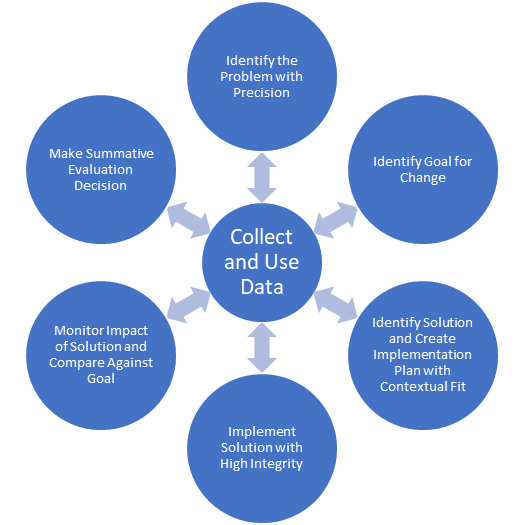 Identify the
Problem with
Precision
Identify Goal for
Change
Identify Solution
and Create
Implementation
Plan with
Contextual Fit
Implement
Solution with
High Integrity
Monitor Impact
of Solution and
Compare Against
Goal
Make Summative
Evaluation
Decision
Collect
and Use
Data